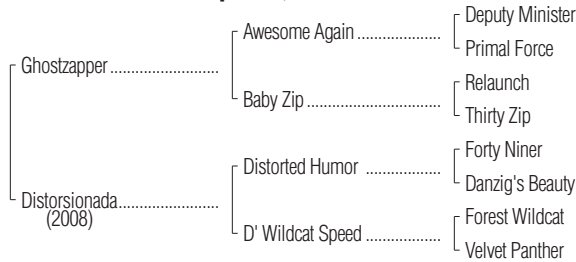 Deputy Minister
Awesome Again ..................
Primal Force
Ghostzapper ........................
Relaunch
Baby Zip .............................
Thirty Zip
Forty Niner
Distorted Humor ................
Danzig's Beauty
Distorsionada......................
(2008)
Forest Wildcat
D' Wildcat Speed ................
Velvet Panther